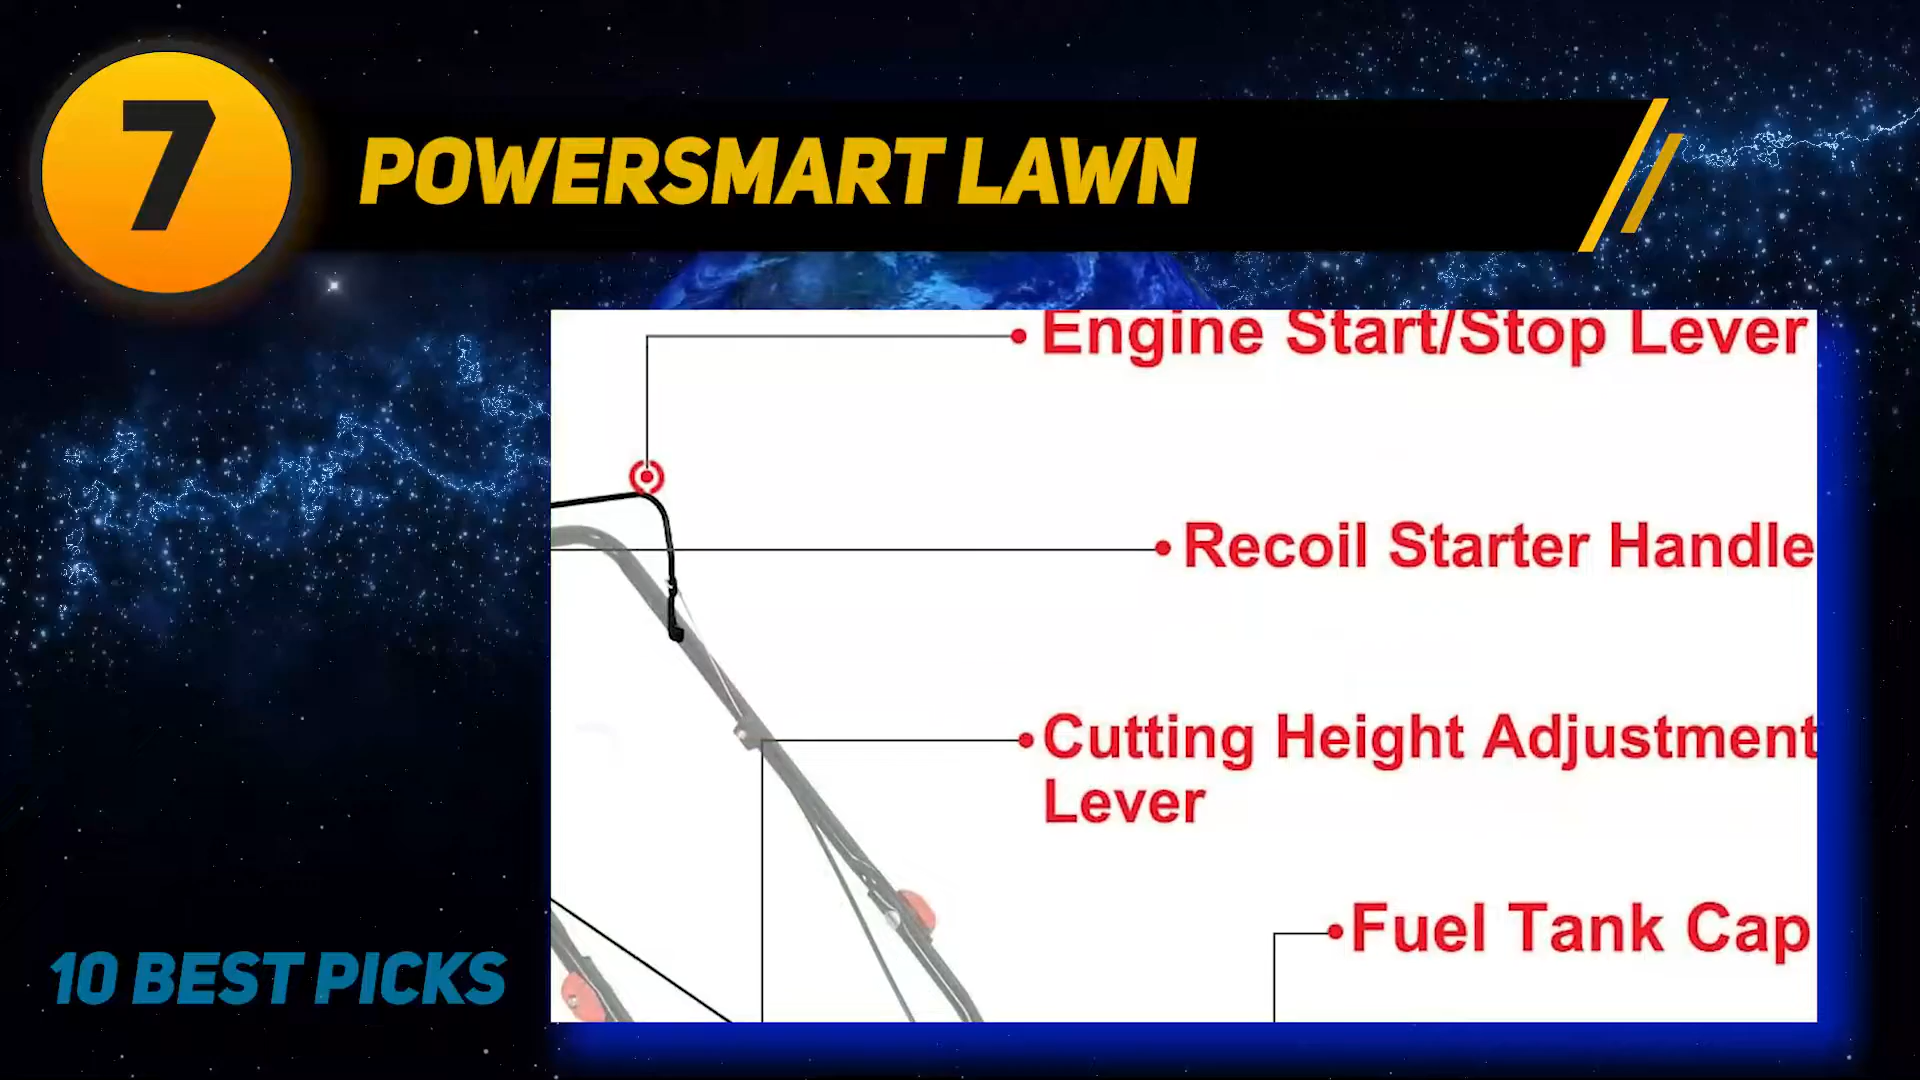 7
POWERSMART LAWN
Engine Start/Stop Lever
Recoil Starter Handle
Cutting Height Adjustment
Lever
Fuel Tank Cap
10 BEST PICKS